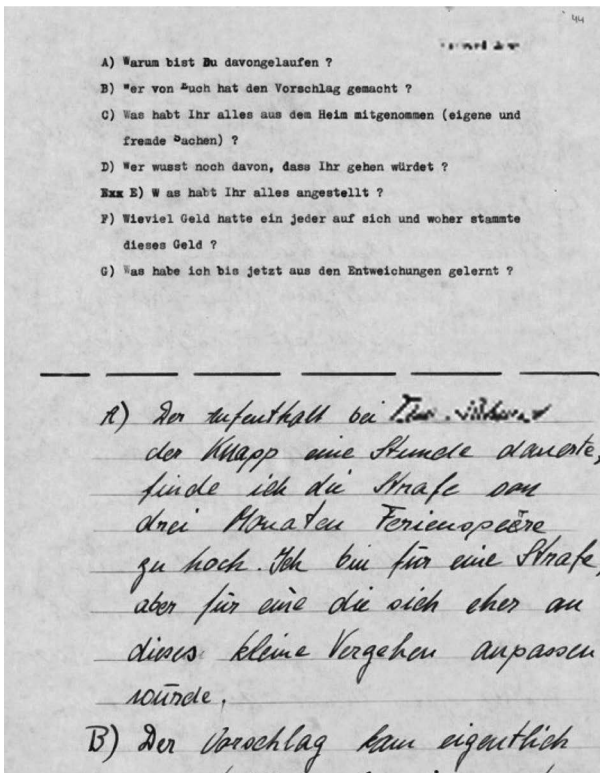 44
A) Warum bist Du davongelaufen ?
B) Wer von Euch hat den Vorschlag gemacht ?
C) Was habt Ihr alles aus dem Heim mitgenommen (eigene und
fremde Sachen) ?
D) Wer wusst noch davon, dass Ihr gehen würdet ?
Exx E) W as habt Ihr alles angestellt ?
F) Wieviel Geld hatte ein jeder auf sich und woher stammte
dieses Geld ?
G) Was habe ich bis jetzt aus den Entweichungen gelernt ?
A) Der Aufenthalt bei
der Knapp eine Stunde dauerte,
finde ich die Strafe von
drei Monaten Ferienspeere
zu hoch. Ich bin für eine Strafe,
aber für eine die sich eher an
dieses kleine Vergehen anpassen
würde.
B) Der Vorschlag kam eigentlich